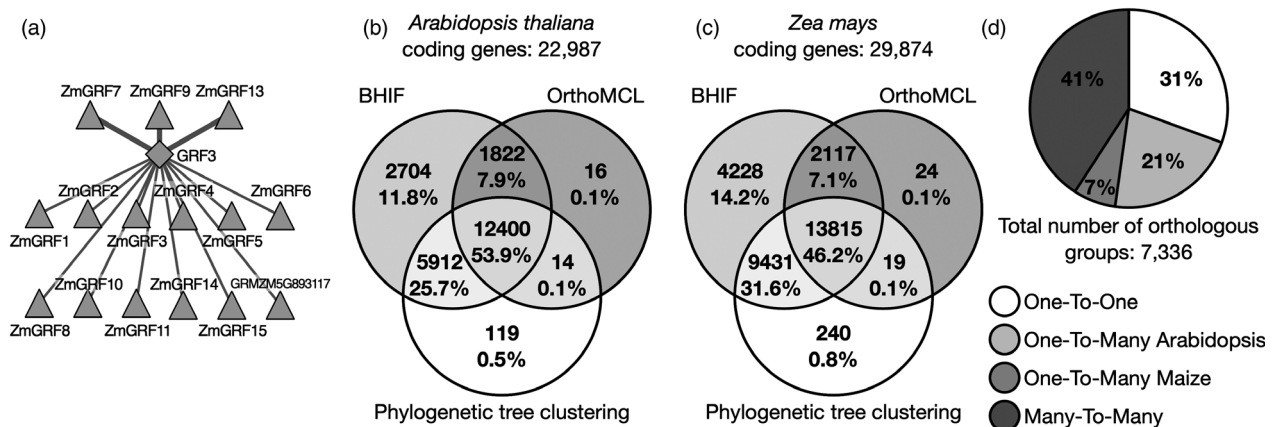 (a)
ZmGRF7
ZmGRF9
ZmGRF13
GRF3
ZmGRF2
ZmGRF4
ZmGRF6
ZmGRF1
ZmGRF3
ZmGRF5
ZmGRF10
ZmGRF14
GRMZM5G893117
ZmGRF8
ZmGRF11
ZmGRF15
(b)
Arabidopsis thaliana
coding genes: 22,987
BHIF
OrthoMCL
2704
11.8%
1822
7.9%
16
0.1%
12400
53.9%
5912
25.7%
14
0.1%
119
0.5%
Phylogenetic tree clustering
(c)
Zea mays
coding genes: 29,874
BHIF
OrthoMCL
4228
14.2%
2117
7.1%
24
0.1%
13815
46.2%
9431
31.6%
19
0.1%
240
0.8%
Phylogenetic tree clustering
(d)
41%
31%
21%
7%
Total number of orthologous
groups: 7,336
One-To-One
One-To-Many Arabidopsis
One-To-Many Maize
Many-To-Many